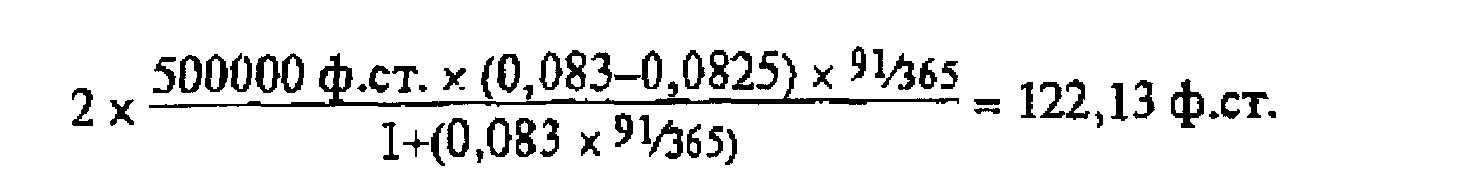 2 × 500000 ф.ст. × (0,083–0,0825) × 91/365 = 122,13 ф.ст.
1+(0,083 × 91/365)